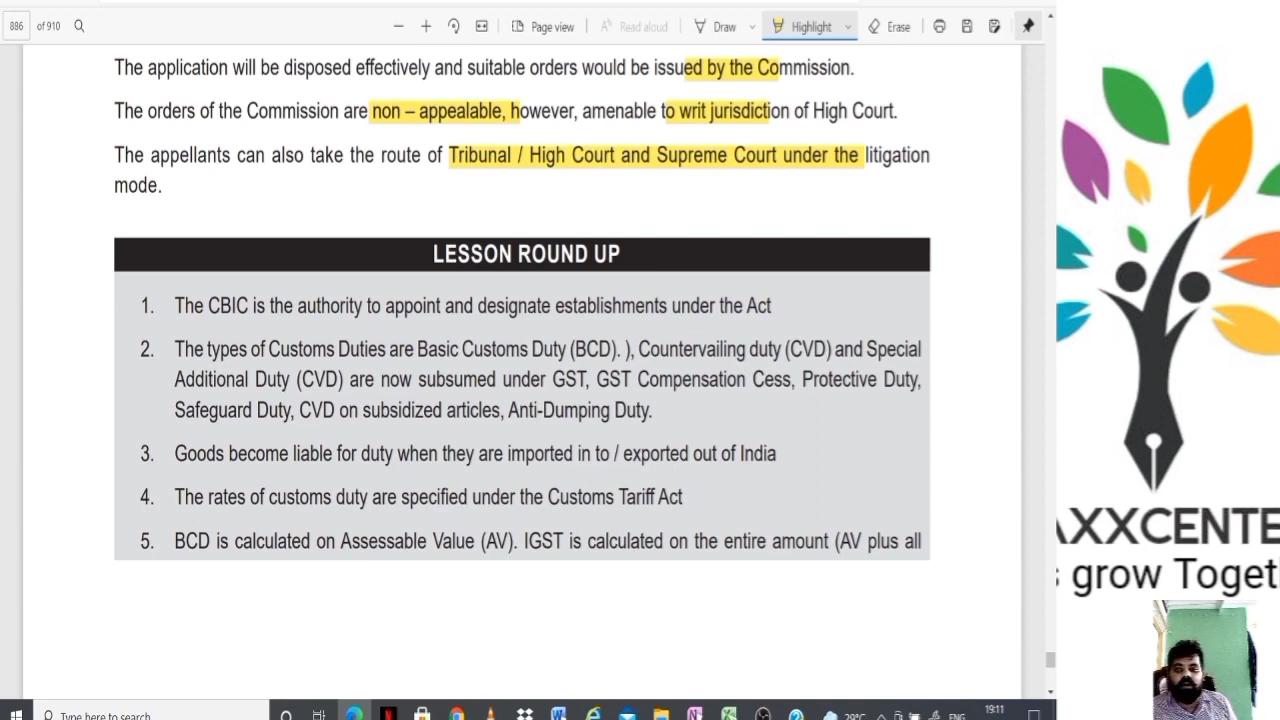 886 of 910
Page view
Read aloud
Draw
Highlight
Erase
The application will be disposed effectively and suitable orders would be issued by the Commission.
The orders of the Commission are non – appealable, however, amenable to writ jurisdiction of High Court.
The appellants can also take the route of Tribunal / High Court and Supreme Court under the litigation
mode.
LESSON ROUND UP
1. The CBIC is the authority to appoint and designate establishments under the Act
2. The types of Customs Duties are Basic Customs Duty (BCD). ), Countervailing duty (CVD) and Special
Additional Duty (CVD) are now subsumed under GST, GST Compensation Cess, Protective Duty,
Safeguard Duty, CVD on subsidized articles, Anti-Dumping Duty.
3. Goods become liable for duty when they are imported in to / exported out of India
4. The rates of customs duty are specified under the Customs Tariff Act
5. BCD is calculated on Assessable Value (AV). IGST is calculated on the entire amount (AV plus all
AXXCENTE
s grow Togeth
Type here to search
29°C
ENG
19:11